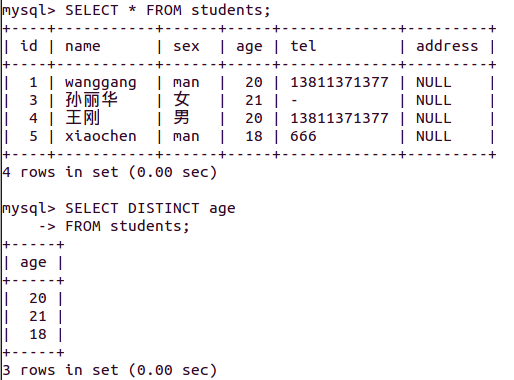 mysql> SELECT * FROM students;
+----+-----------+------+-----+-------------+---------+
| id | name      | sex  | age | tel         | address |
+----+-----------+------+-----+-------------+---------+
|  1 | wanggang  | man  |  20 | 13811371377 | NULL    |
|  3 | 孙丽华    | 女   |  21 | -           | NULL    |
|  4 | 王刚      | 男   |  20 | 13811371377 | NULL    |
|  5 | xiaochen  | man  |  18 | 666         | NULL    |
+----+-----------+------+-----+-------------+---------+
4 rows in set (0.00 sec)

mysql> SELECT DISTINCT age
    -> FROM students;
+-----+
| age |
+-----+
|  20 |
|  21 |
|  18 |
+-----+
3 rows in set (0.00 sec)